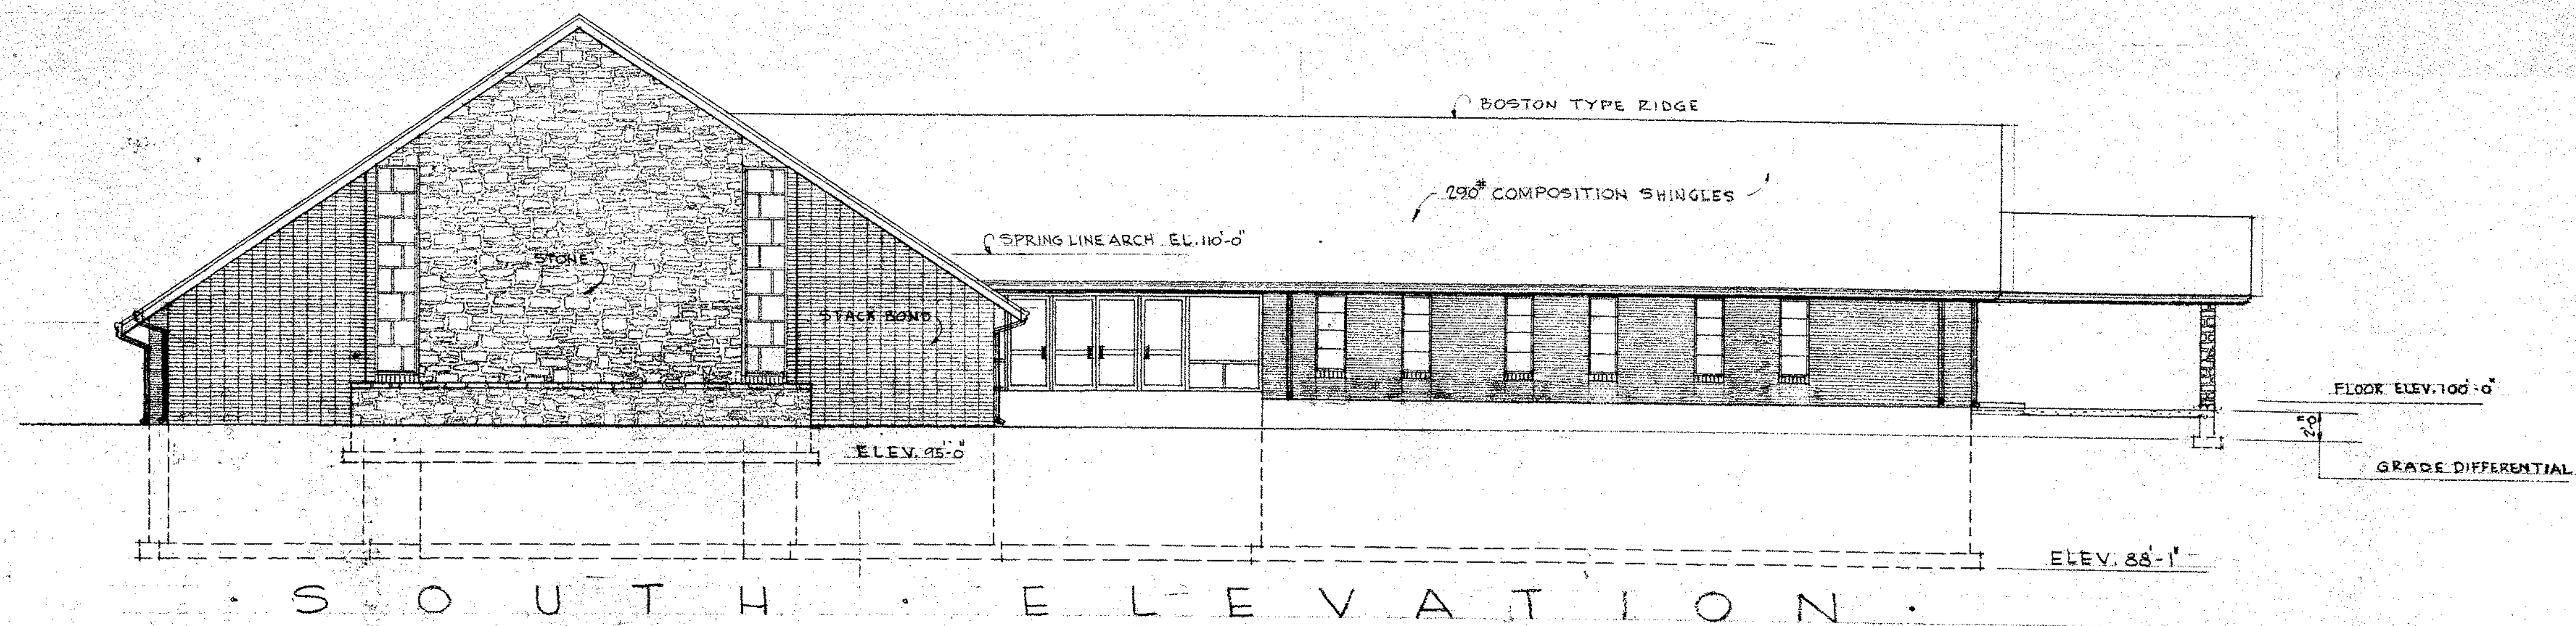 BOSTON TYPE RIDGE
290# COMPOSITION SHINGLES
SPRING LINE ARCH EL. 110'-0"
STONE
STACK BOND
FLOOR ELEV. 100'-0"
2'-0"
ELEV. 95'-0"
GRADE DIFFERENTIAL
ELEV. 88'-1"
· SOUTH · ELEVATION ·